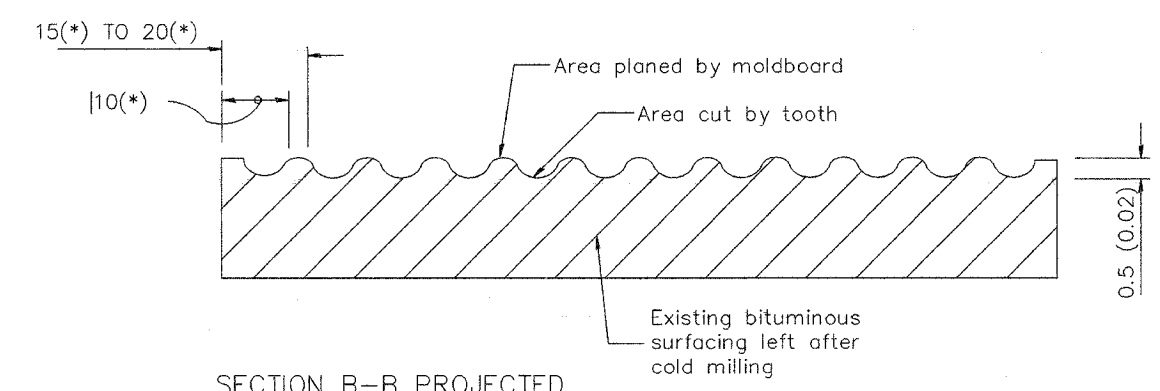 15(*) TO 20(*)
Area planed by moldboard
10(*)
Area cut by tooth
0.5 (0.02)
Existing bituminous
surfacing left after
cold milling
SECTION B-B PROJECTED